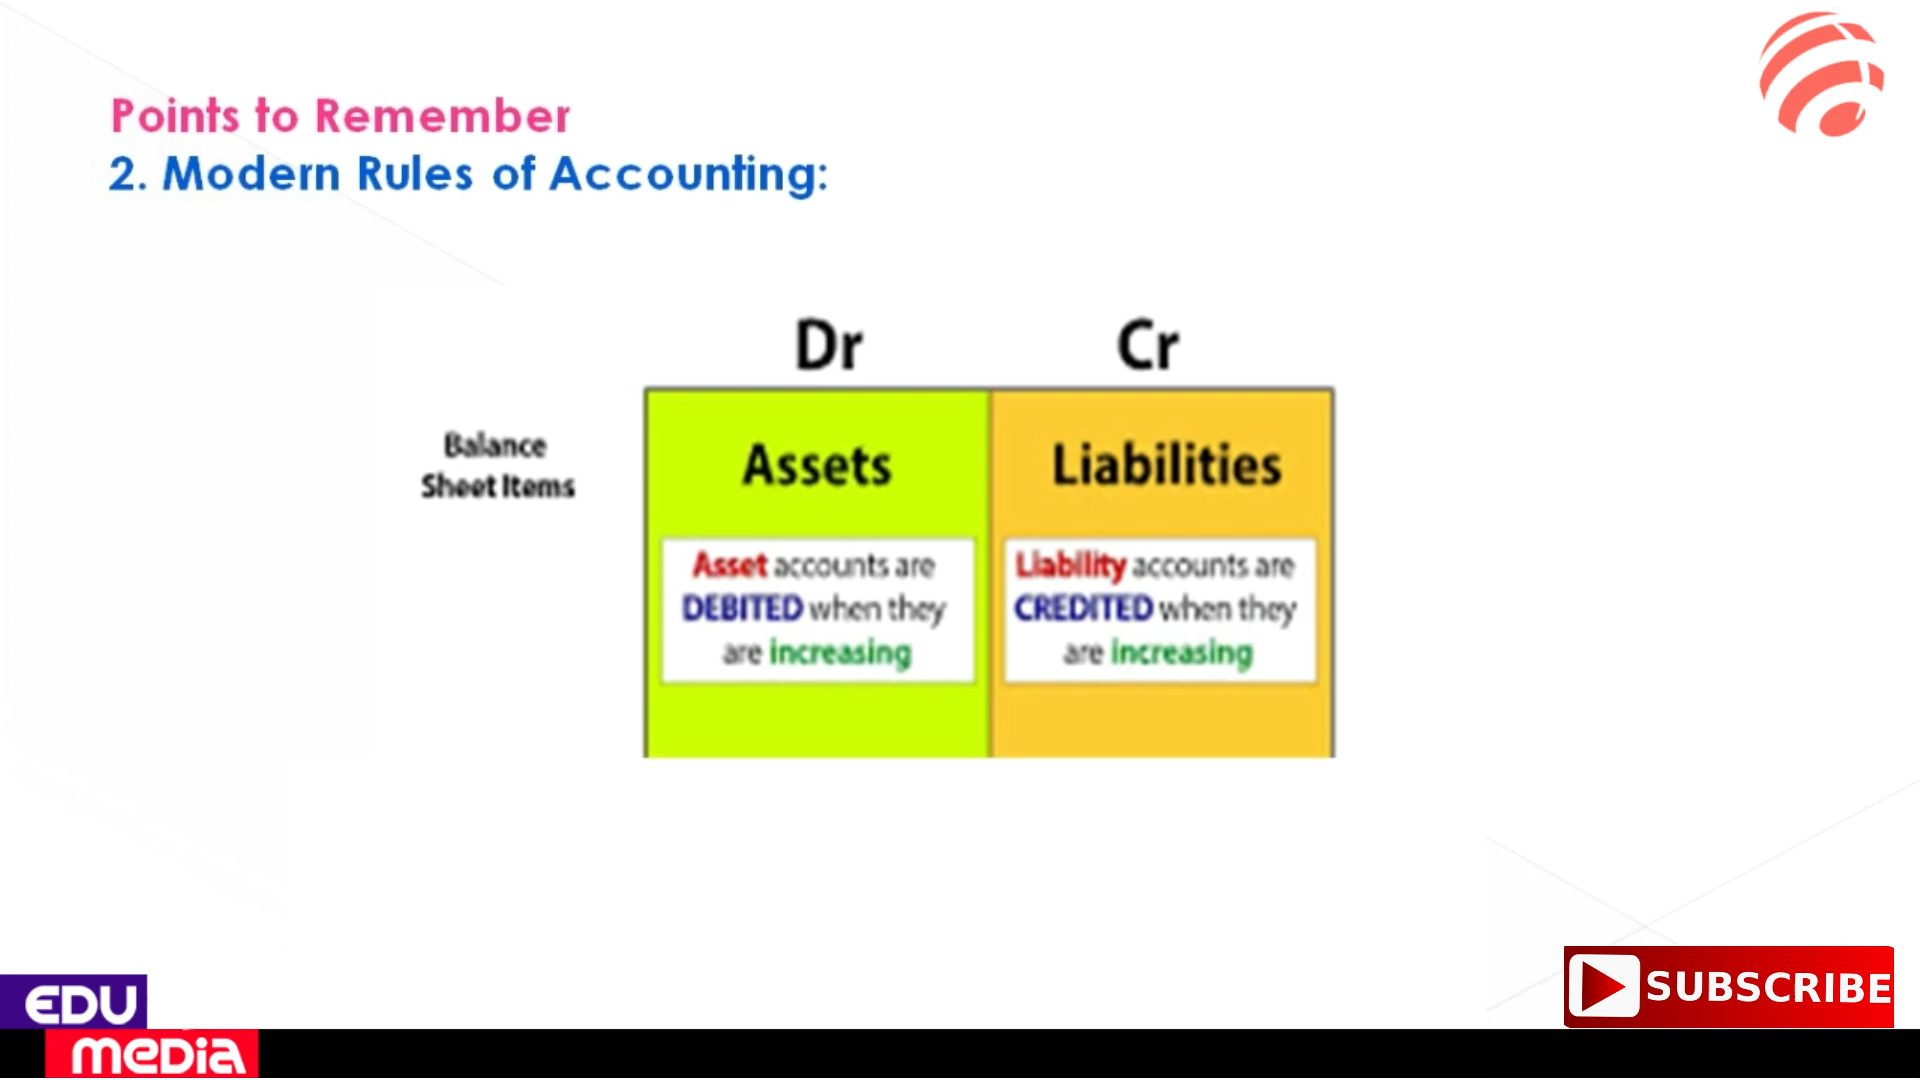 Points to Remember
2. Modern Rules of Accounting:
Dr Cr
Balance
Sheet Items
Assets
Liabilities
Asset accounts are
DEBITED when they
are increasing
Liability accounts are
CREDITED when they
are increasing
EDU
MEDIA
SUBSCRIBE